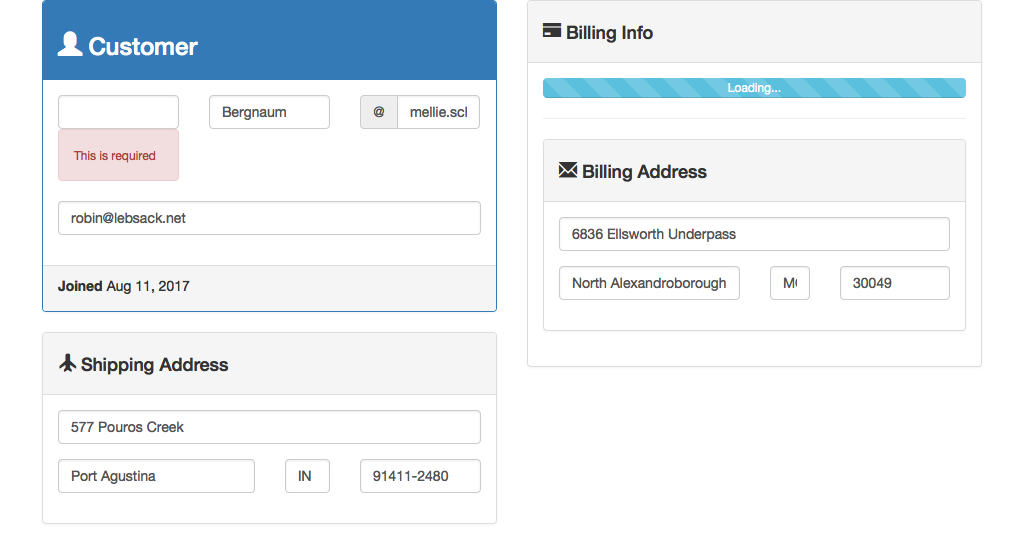 Customer
Bergnaum
@ mellie.scl
This is required
robin@lebsack.net
Joined Aug 11, 2017
Shipping Address
577 Pouros Creek
Port Agustina IN 91411-2480
Billing Info
Loading...
Billing Address
6836 Ellsworth Underpass
North Alexandroborough 30049